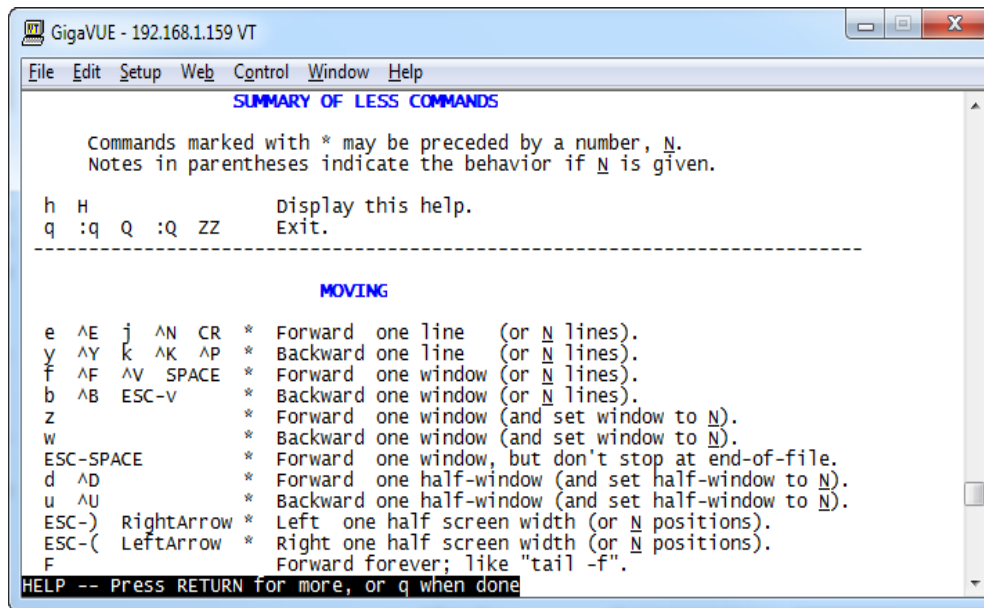 GigaVUE - 192.168.1.159 VT
File Edit Setup Web Control Window Help
SUMMARY OF LESS COMMANDS
Commands marked with * may be preceded by a number, N.
Notes in parentheses indicate the behavior if N is given.
h H Display this help.
q :q Q :Q ZZ Exit.
---------------------------------------------------------------------------
MOVING
e ^E j ^N CR * Forward one line (or N lines).
y ^Y k ^K ^P * Backward one line (or N lines).
f ^F ^V SPACE * Forward one window (or N lines).
b ^B ESC-v * Backward one window (or N lines).
z * Forward one window (and set window to N).
w * Backward one window (and set window to N).
ESC-SPACE * Forward one window, but don't stop at end-of-file.
d ^D * Forward one half-window (and set half-window to N).
u ^U * Backward one half-window (and set half-window to N).
ESC-) RightArrow * Left one half screen width (or N positions).
ESC-( LeftArrow * Right one half screen width (or N positions).
F Forward forever; like "tail -f".
HELP -- Press RETURN for more, or q when done